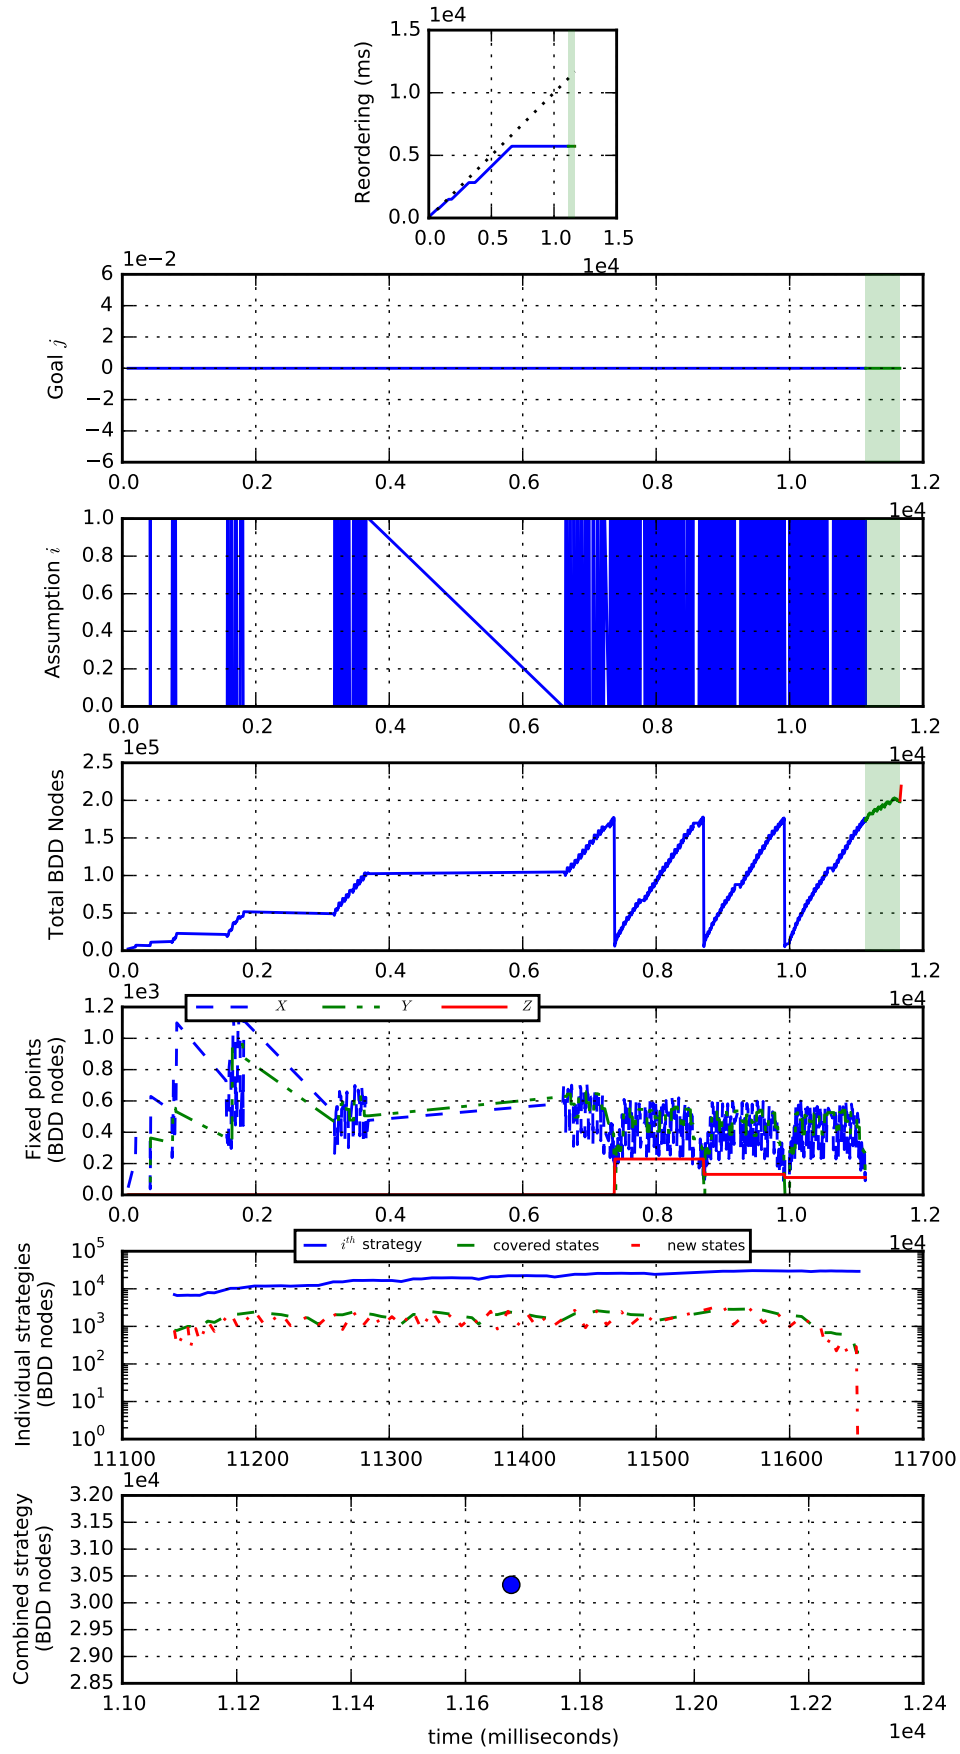 1e4
1.5
1.0
0.5
0.0
Reordering (ms)
0.0 0.5 1.0 1.5
1e4
1e−2
6
4
2
0
−2
−4
−6
Goal j
0.0 0.2 0.4 0.6 0.8 1.0 1.2
1e4
1.0
0.8
0.6
0.4
0.2
0.0
Assumption i
0.0 0.2 0.4 0.6 0.8 1.0 1.2
1e4
1e5
2.5
2.0
1.5
1.0
0.5
0.0
Total BDD Nodes
0.0 0.2 0.4 0.6 0.8 1.0 1.2
1e4
1e3
X Y Z
1.2
1.0
0.8
0.6
0.4
0.2
0.0
Fixed points
(BDD nodes)
0.0 0.2 0.4 0.6 0.8 1.0 1.2
1e4
i^{th} strategy covered states new states
10^5
10^4
10^3
10^2
10^1
10^0
Individual strategies
(BDD nodes)
11100 11200 11300 11400 11500 11600 11700
1e4
3.20
3.15
3.10
3.05
3.00
2.95
2.90
2.85
Combined strategy
(BDD nodes)
1.10 1.12 1.14 1.16 1.18 1.20 1.22 1.24
1e4
time (milliseconds)